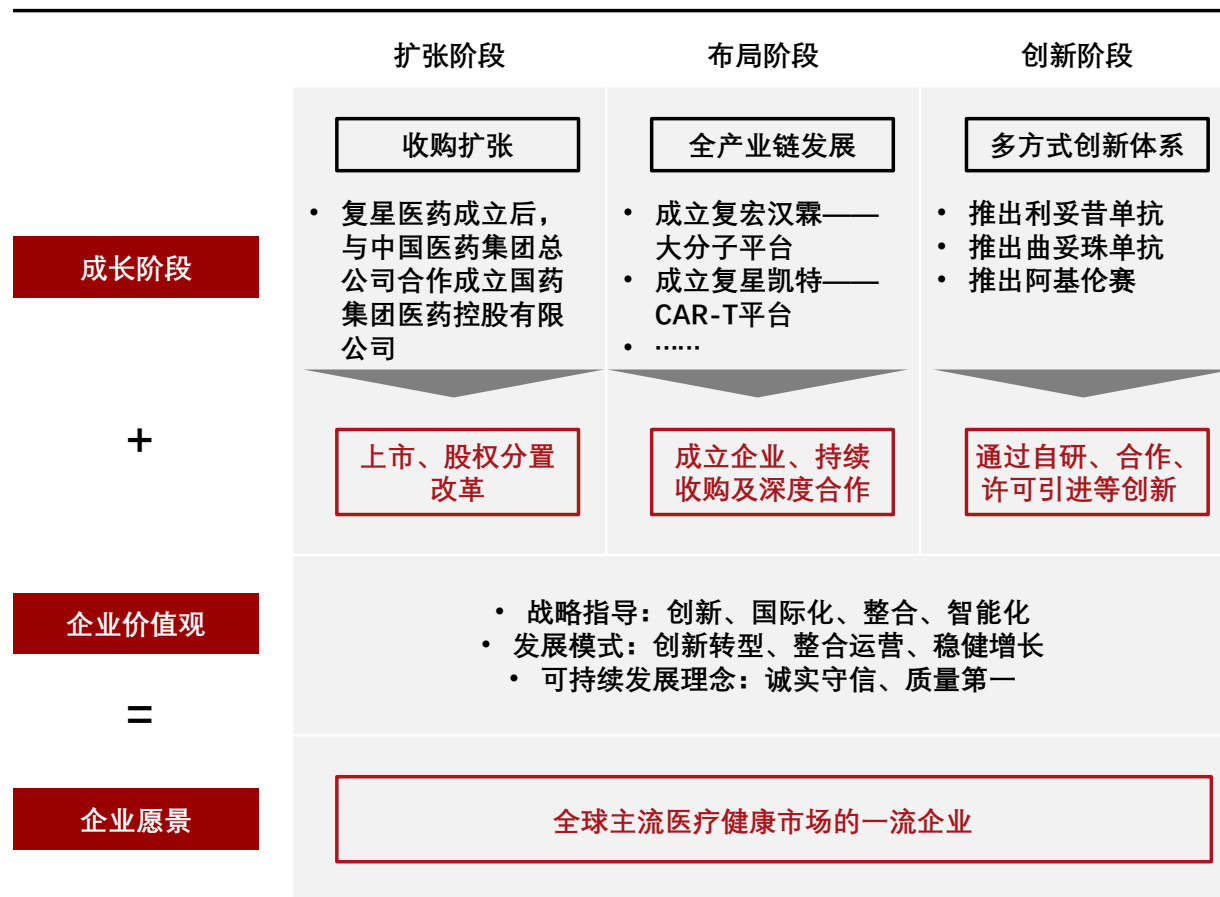 扩张阶段
布局阶段
创新阶段
成长阶段
收购扩张
• 复星医药成立后，
与中国医药集团总
公司合作成立国药
集团医药控股有限
公司
上市、股权分置
改革
全产业链发展
• 成立复宏汉霖——
大分子平台
• 成立复星凯特——
CAR-T平台
• ……
成立企业、持续
收购及深度合作
多方式创新体系
• 推出利妥昔单抗
• 推出曲妥珠单抗
• 推出阿基伦赛
通过自研、合作、
许可引进等创新
+
企业价值观
• 战略指导：创新、国际化、整合、智能化
• 发展模式：创新转型、整合运营、稳健增长
• 可持续发展理念：诚实守信、质量第一
=
企业愿景
全球主流医疗健康市场的一流企业